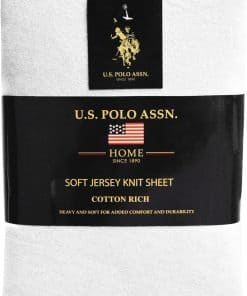 U.S. POLO ASSN.
SINCE 1890
U.S. POLO ASSN.
HOME
SINCE 1890
SOFT JERSEY KNIT SHEET
COTTON RICH
HEAVY AND SOFT FOR ADDED COMFORT AND DURABILITY